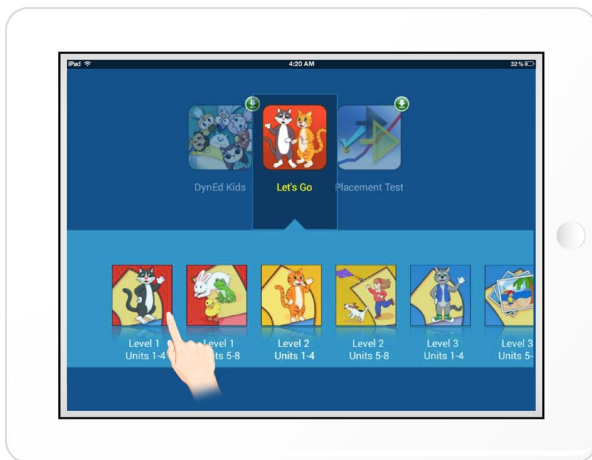 iPad 4:20 AM 32%
DynEd Kids Let's Go Placement Test
Level 1 Level 1 Level 2 Level 2 Level 3 Level 3
Units 1-4 Units 5-8 Units 1-4 Units 5-8 Units 1-4 Units 5-